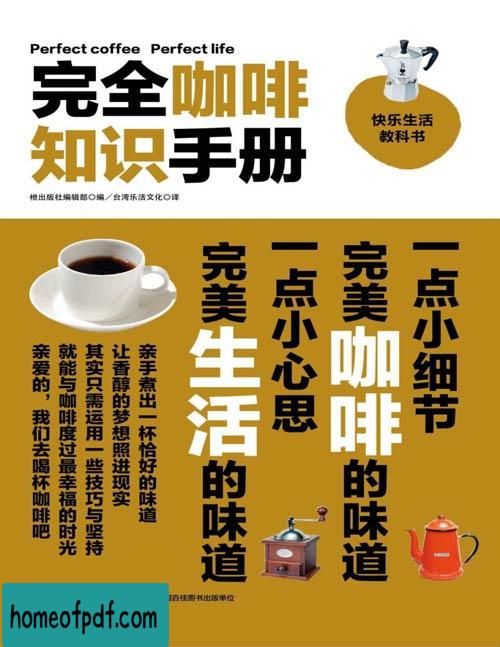 Perfect coffee Perfect life
完全咖啡
知识手册
快乐生活
教科书
枻出版社编辑部◎编／台湾乐活文化◎译
一点小细节
完美咖啡的味道
一点小心思
完美生活的味道
亲手煮出一杯恰好的味道
让香醇的梦想照进现实
其实只需运用一些技巧与坚持
就能与咖啡度过最幸福的时光
亲爱的，我们去喝杯咖啡吧
百佳图书出版单位
homeofpdf.com